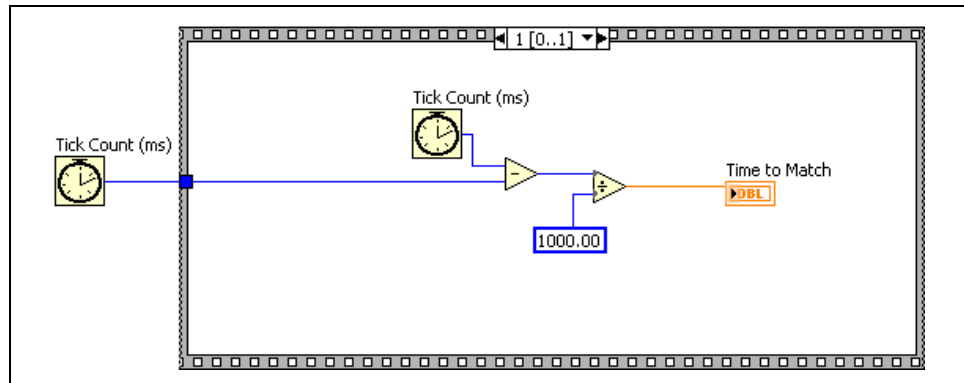 1 [0..1]
Tick Count (ms)
Tick Count (ms)
Time to Match
DBL
1000.00